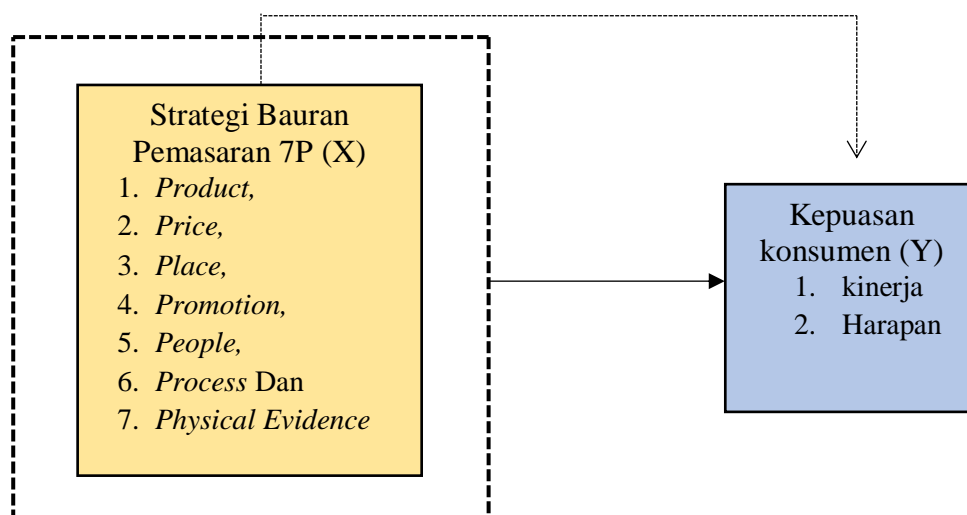 Strategi Bauran
Pemasaran 7P (X)
1. Product,
2. Price,
3. Place,
4. Promotion,
5. People,
6. Process Dan
7. Physical Evidence
Kepuasan
konsumen (Y)
1. kinerja
2. Harapan